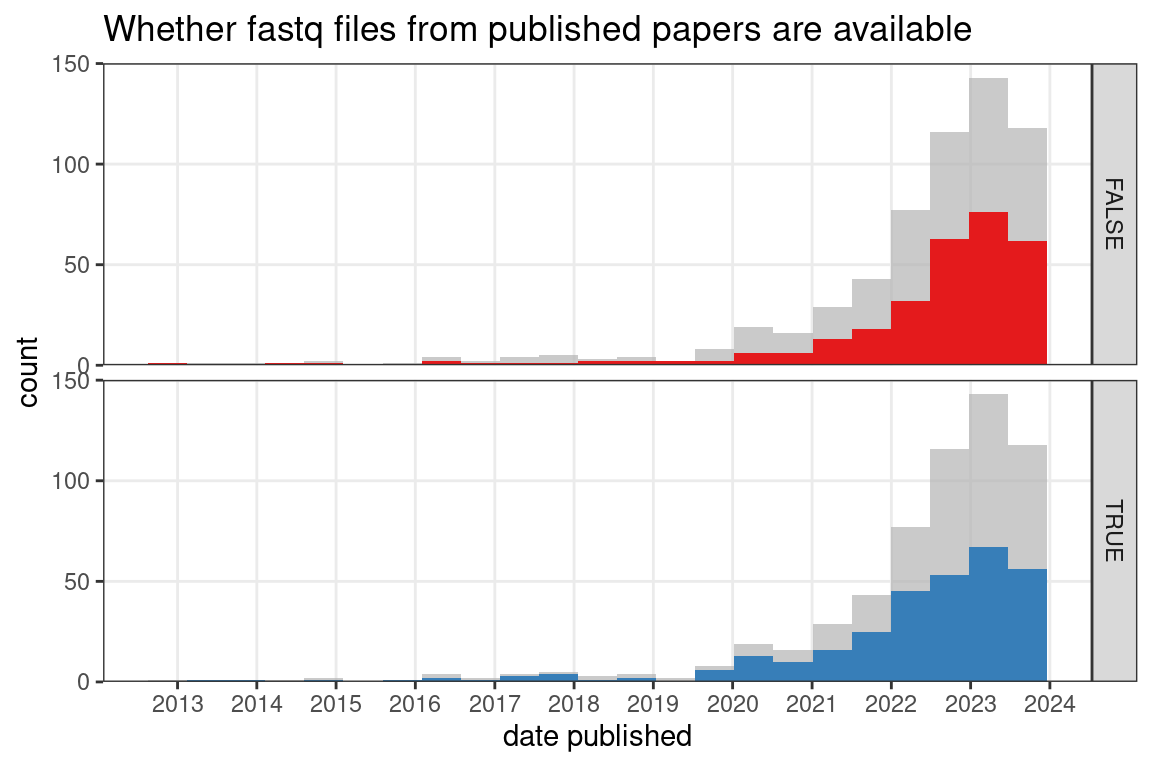 Whether fastq files from published papers are available
150
100
50
0
FALSE
150
100
50
0
TRUE
count
2013 2014 2015 2016 2017 2018 2019 2020 2021 2022 2023 2024
date published